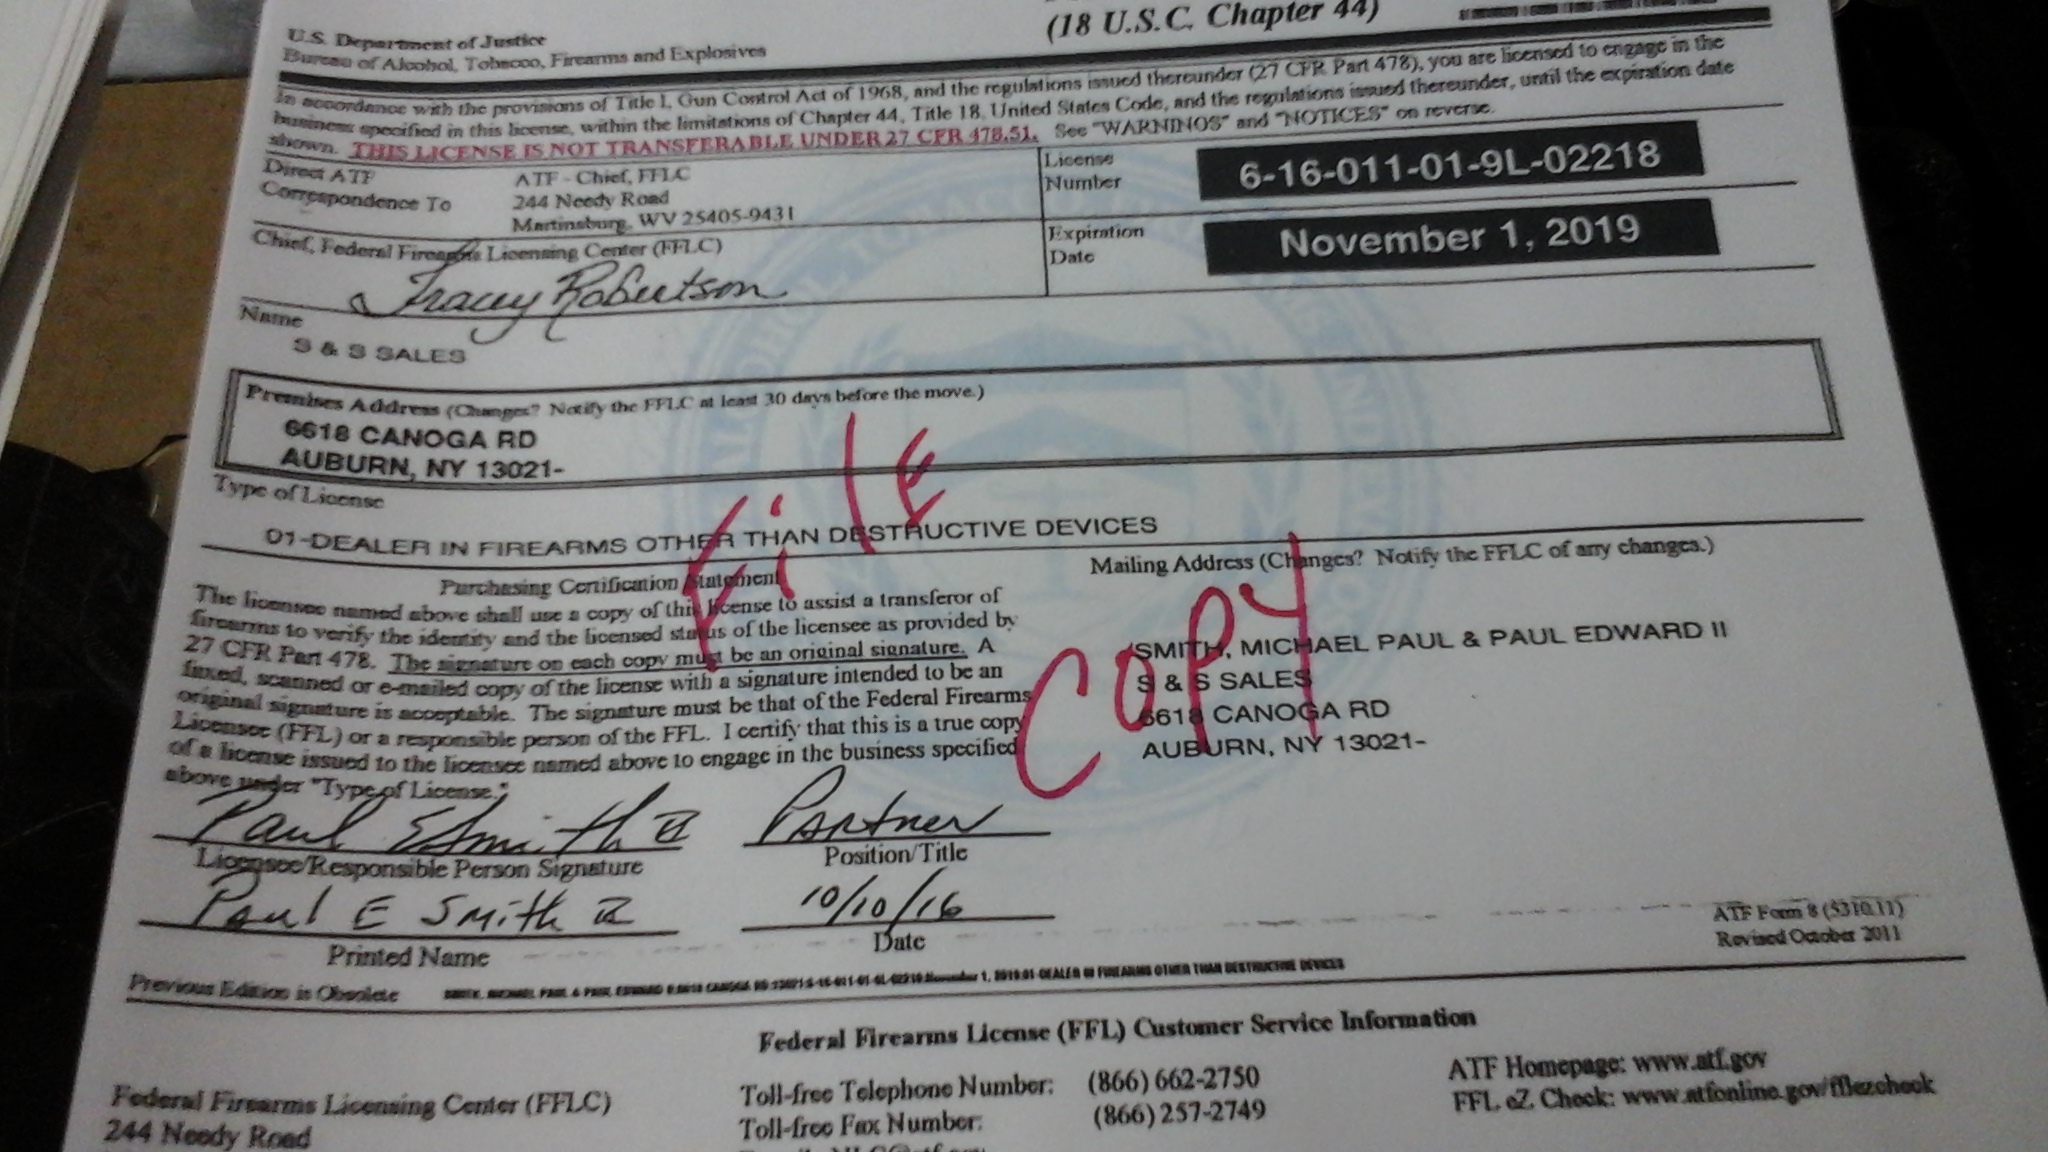 (18 U.S.C. Chapter 44)
U.S. Department of Justice
Bureau of Alcohol, Tobacco, Firearms and Explosives
In accordance with the provisions of Title I, Gun Control Act of 1968, and the regulations issued thereunder (27 CFR Part 478), you are licensed to engage in the
business specified in this license, within the limitations of Chapter 44, Title 18, United States Code, and the regulations issued thereunder, until the expiration date
shown. THIS LICENSE IS NOT TRANSFERABLE UNDER 27 CFR 478.51. See "WARNINGS" and "NOTICES" on reverse.
Direct ATF
Correspondence To
ATF - Chief, FFLC
244 Needy Road
Martinsburg, WV 25405-9431
License
Number
6-16-011-01-9L-02218
Chief, Federal Firearms Licensing Center (FFLC)
Tracey Robertson
Expiration
Date
November 1, 2019
Name
S & S SALES
Premises Address (Changes? Notify the FFLC at least 30 days before the move.)
6618 CANOGA RD
AUBURN, NY 13021-
Type of License
01-DEALER IN FIREARMS OTHER THAN DESTRUCTIVE DEVICES
File
COPY
Purchasing Certification Statement
The licensee named above shall use a copy of this license to assist a transferor of
firearms to verify the identity and the licensed status of the licensee as provided by
27 CFR Part 478. The signature on each copy must be an original signature. A
faxed, scanned or e-mailed copy of the license with a signature intended to be an
original signature is acceptable. The signature must be that of the Federal Firearms
Licensee (FFL) or a responsible person of the FFL. I certify that this is a true copy
of a license issued to the licensee named above to engage in the business specified
above under "Type of License."
Mailing Address (Changes? Notify the FFLC of any changes.)
SMITH, MICHAEL PAUL & PAUL EDWARD II
S & S SALES
6618 CANOGA RD
AUBURN, NY 13021-
Paul E Smith II
Partner
Licensee/Responsible Person Signature
Position/Title
Paul E Smith II
10/10/16
Printed Name
Date
ATF Form 8 (5310.11)
Revised October 2011
Previous Edition is Obsolete
SMITH, MICHAEL PAUL & PAUL EDWARD II:6618 CANOGA RD:13021:6-16-011-01-9L-02218:November 1, 2019:01-DEALER IN FIREARMS OTHER THAN DESTRUCTIVE DEVICES
Federal Firearms License (FFL) Customer Service Information
Federal Firearms Licensing Center (FFLC)
244 Needy Road
Toll-free Telephone Number: (866) 662-2750
Toll-free Fax Number: (866) 257-2749
ATF Homepage: www.atf.gov
FFL eZ Check: www.atfonline.gov/fflezcheck